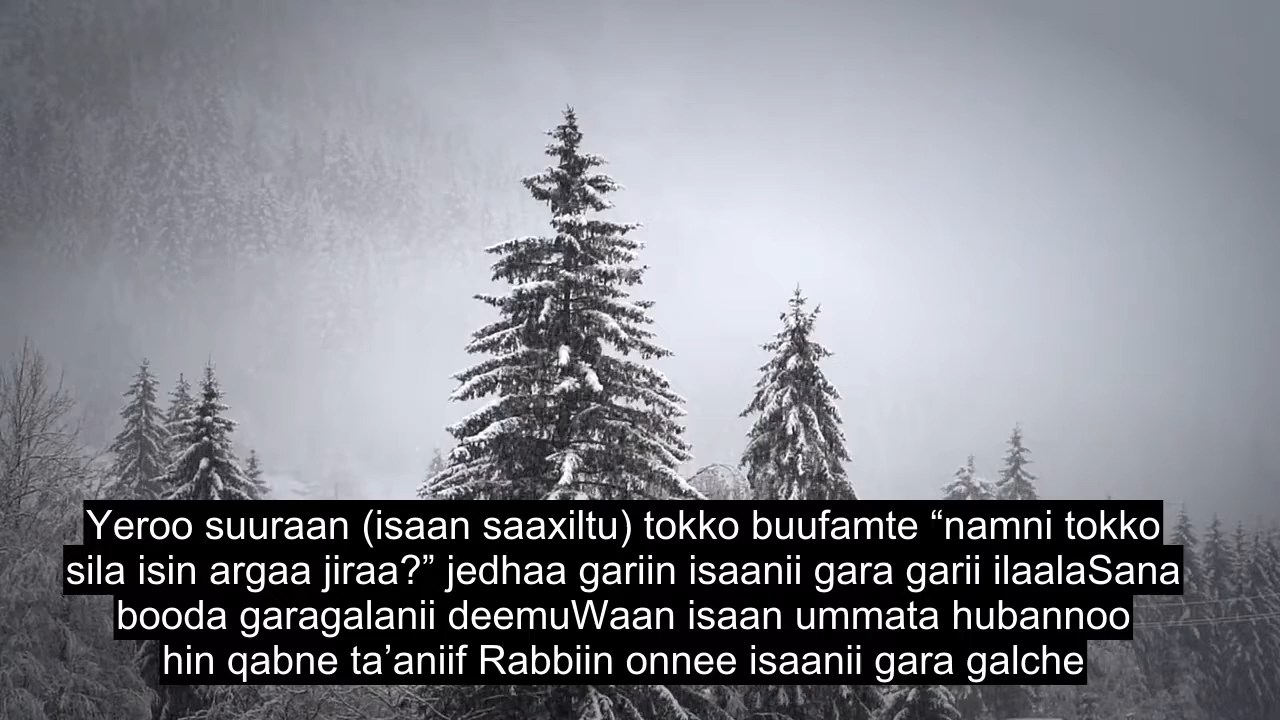 Yeroo suuraan (isaan saaxiltu) tokko buufamte “namni tokko
sila isin argaa jiraa?” jedhaa gariin isaanii gara garii ilaalaSana
booda garagalanii deemuWaan isaan ummata hubannoo
hin qabne ta’aniif Rabbiin onnee isaanii gara galche